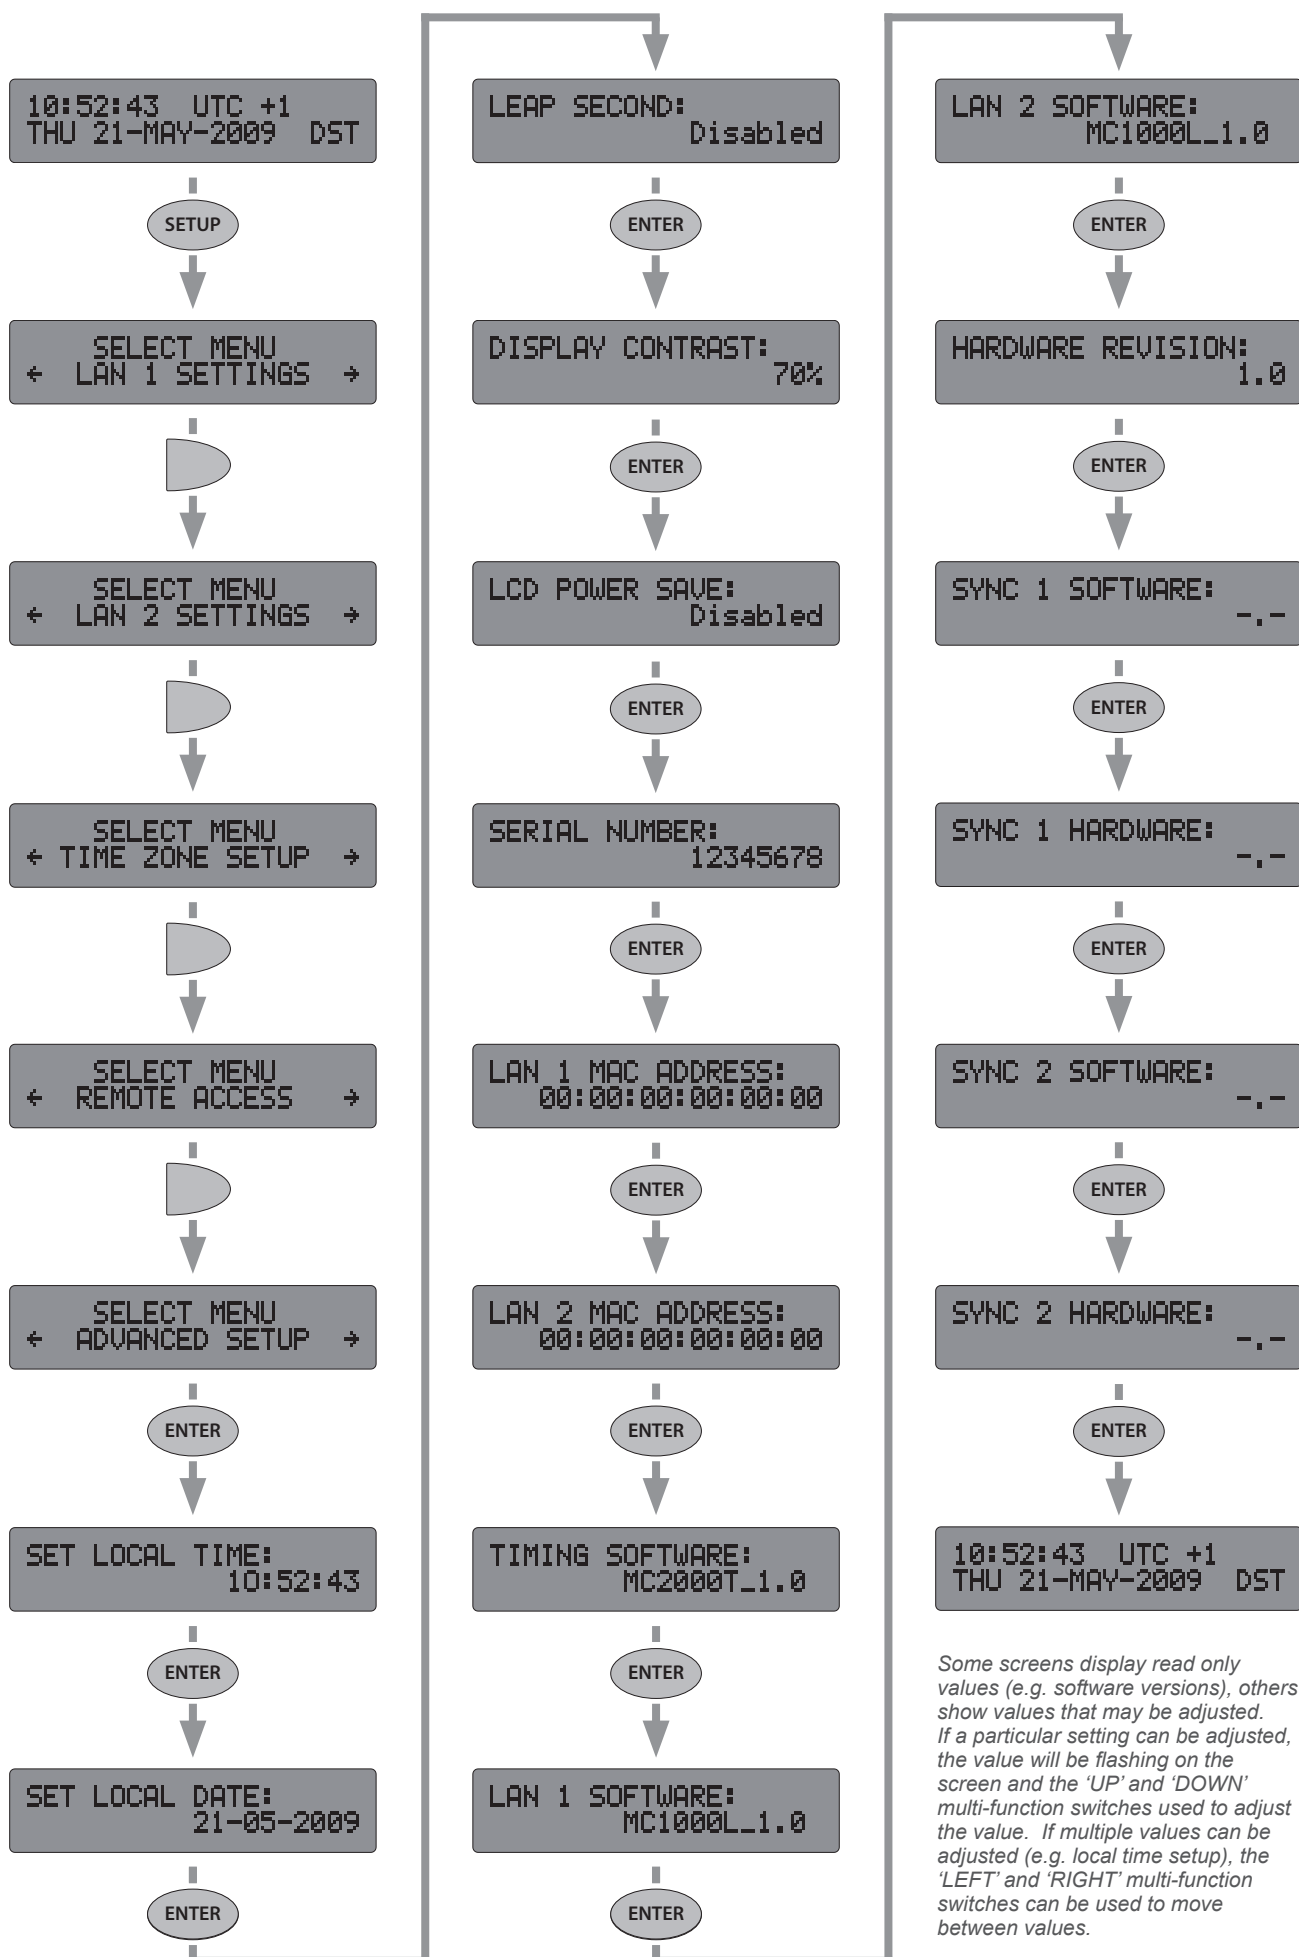 10:52:43 UTC +1
THU 21-MAY-2009 DST
SETUP
SELECT MENU
← LAN 1 SETTINGS →
SELECT MENU
← LAN 2 SETTINGS →
SELECT MENU
← TIME ZONE SETUP →
SELECT MENU
← REMOTE ACCESS →
SELECT MENU
← ADVANCED SETUP →
ENTER
SET LOCAL TIME:
10:52:43
ENTER
SET LOCAL DATE:
21-05-2009
ENTER
LEAP SECOND:
Disabled
ENTER
DISPLAY CONTRAST:
70%
ENTER
LCD POWER SAVE:
Disabled
ENTER
SERIAL NUMBER:
12345678
ENTER
LAN 1 MAC ADDRESS:
00:00:00:00:00:00
ENTER
LAN 2 MAC ADDRESS:
00:00:00:00:00:00
ENTER
TIMING SOFTWARE:
MC2000T_1.0
ENTER
LAN 1 SOFTWARE:
MC1000L_1.0
ENTER
LAN 2 SOFTWARE:
MC1000L_1.0
ENTER
HARDWARE REVISION:
1.0
ENTER
SYNC 1 SOFTWARE:
-.-
ENTER
SYNC 1 HARDWARE:
-.-
ENTER
SYNC 2 SOFTWARE:
-.-
ENTER
SYNC 2 HARDWARE:
-.-
ENTER
10:52:43 UTC +1
THU 21-MAY-2009 DST
Some screens display read only
values (e.g. software versions), others
show values that may be adjusted.
If a particular setting can be adjusted,
the value will be flashing on the
screen and the ‘UP’ and ‘DOWN’
multi-function switches used to adjust
the value. If multiple values can be
adjusted (e.g. local time setup), the
‘LEFT’ and ‘RIGHT’ multi-function
switches can be used to move
between values.